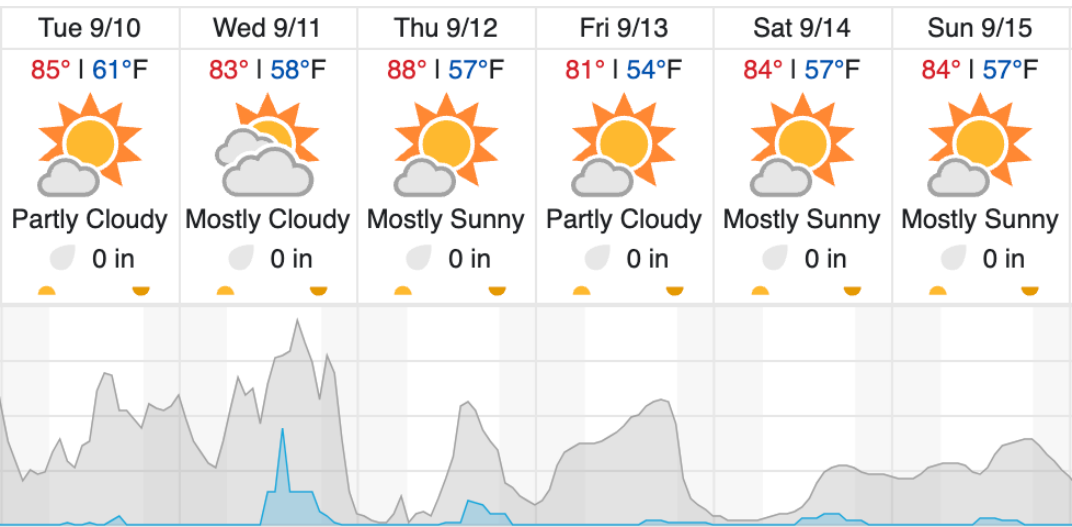 Tue 9/10 Wed 9/11 Thu 9/12 Fri 9/13 Sat 9/14 Sun 9/15
85° | 61°F 83° | 58°F 88° | 57°F 81° | 54°F 84° | 57°F 84° | 57°F
Partly Cloudy Mostly Cloudy Mostly Sunny Partly Cloudy Mostly Sunny Mostly Sunny
0 in 0 in 0 in 0 in 0 in 0 in